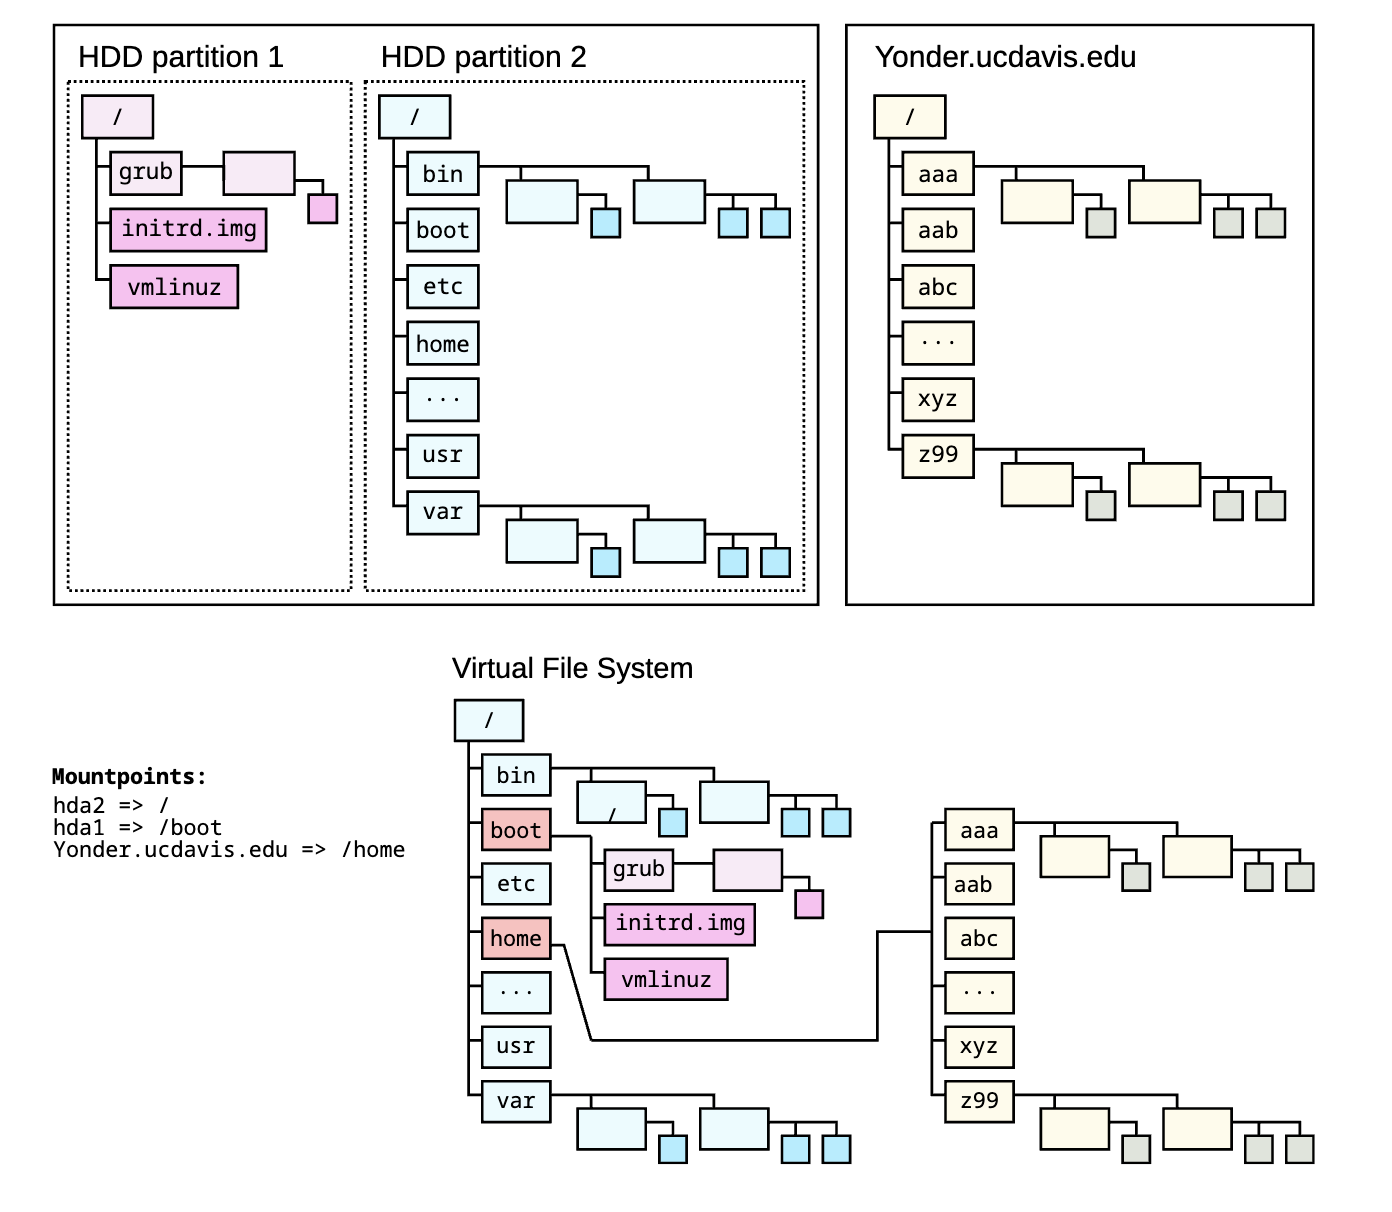 HDD partition 1
/
grub
initrd.img
vmlinuz
HDD partition 2
/
bin
boot
etc
home
...
usr
var
Yonder.ucdavis.edu
/
aaa
aab
abc
...
xyz
z99
Virtual File System
/
bin
/
boot
grub
initrd.img
vmlinuz
etc
home
...
usr
var
aaa
aab
abc
...
xyz
z99
Mountpoints:
hda2 => /
hda1 => /boot
Yonder.ucdavis.edu => /home